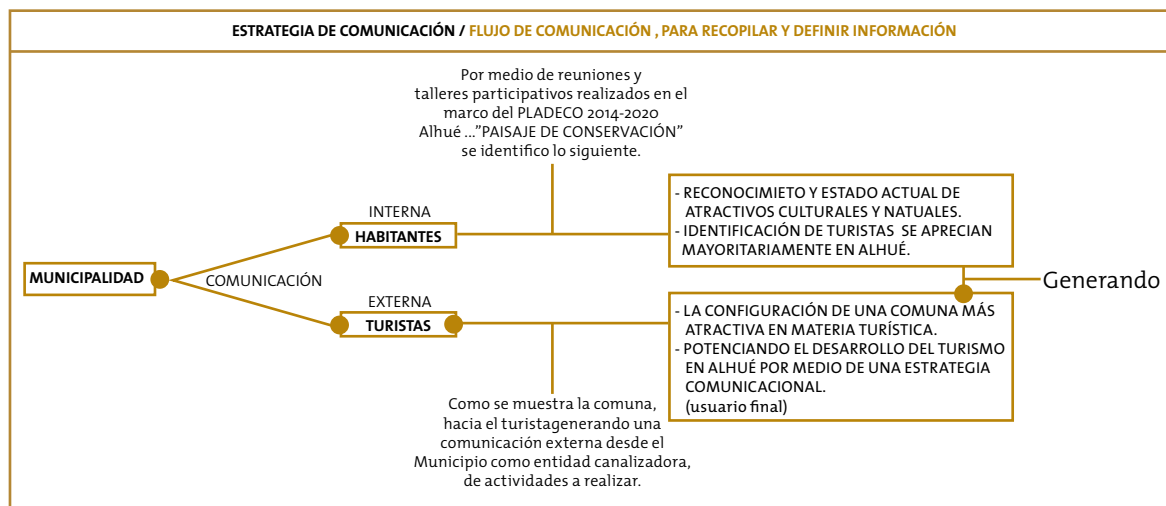 ESTRATEGIA DE COMUNICACIÓN / FLUJO DE COMUNICACIÓN , PARA RECOPILAR Y DEFINIR INFORMACIÓN
Por medio de reuniones y
talleres participativos realizados en el
marco del PLADECO 2014-2020
Alhué ..."PAISAJE DE CONSERVACIÓN"
se identifico lo siguiente.
INTERNA
HABITANTES
- RECONOCIMIETO Y ESTADO ACTUAL DE
ATRACTIVOS CULTURALES Y NATUALES.
- IDENTIFICACIÓN DE TURISTAS SE APRECIAN
MAYORITARIAMENTE EN ALHUÉ.
MUNICIPALIDAD
COMUNICACIÓN
Generando
EXTERNA
TURISTAS
- LA CONFIGURACIÓN DE UNA COMUNA MÁS
ATRACTIVA EN MATERIA TURÍSTICA.
- POTENCIANDO EL DESARROLLO DEL TURISMO
EN ALHUÉ POR MEDIO DE UNA ESTRATEGIA
COMUNICACIONAL.
(usuario final)
Como se muestra la comuna,
hacia el turistagenerando una
comunicación externa desde el
Municipio como entidad canalizadora,
de actividades a realizar.